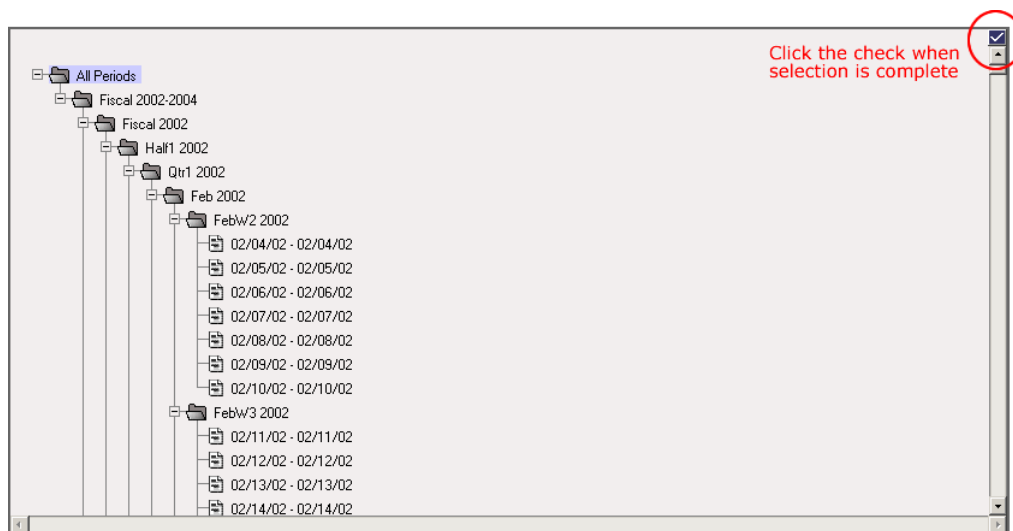 Click the check when
selection is complete
All Periods
Fiscal 2002-2004
Fiscal 2002
Half1 2002
Qtr1 2002
Feb 2002
FebW2 2002
02/04/02 - 02/04/02
02/05/02 - 02/05/02
02/06/02 - 02/06/02
02/07/02 - 02/07/02
02/08/02 - 02/08/02
02/09/02 - 02/09/02
02/10/02 - 02/10/02
FebW3 2002
02/11/02 - 02/11/02
02/12/02 - 02/12/02
02/13/02 - 02/13/02
02/14/02 - 02/14/02